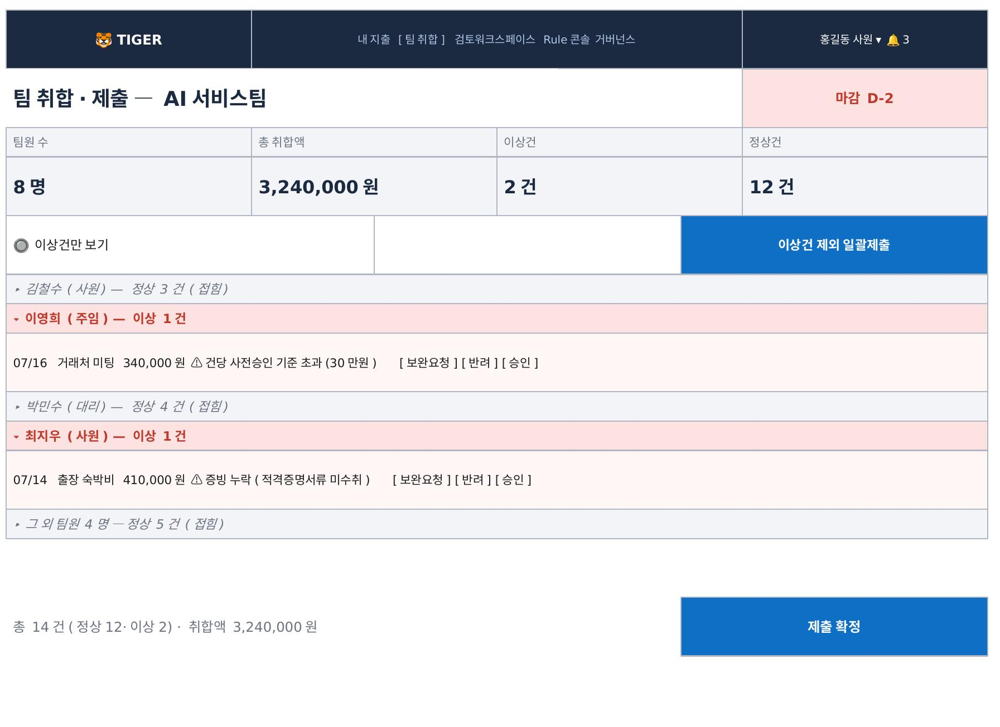 🐯 TIGER
내 지출 [ 팀 취합 ] 검토워크스페이스 Rule 콘솔 거버넌스
홍길동 사원 ▾ 🔔 3
팀 취합 · 제출 — AI 서비스팀
마감 D-2
팀원 수
총 취합액
이상건
정상건
8 명
3,240,000 원
2 건
12 건
🔘 이상건만 보기
이상건 제외 일괄제출
▸ 김철수 ( 사원 ) — 정상 3 건 ( 접힘 )
▾ 이영희 ( 주임 ) — 이상 1 건
07/16 거래처 미팅 340,000 원 ⚠ 건당 사전승인 기준 초과 (30 만원 ) [ 보완요청 ] [ 반려 ] [ 승인 ]
▸ 박민수 ( 대리 ) — 정상 4 건 ( 접힘 )
▾ 최지우 ( 사원 ) — 이상 1 건
07/14 출장 숙박비 410,000 원 ⚠ 증빙 누락 ( 적격증명서류 미수취 ) [ 보완요청 ] [ 반려 ] [ 승인 ]
▸ 그 외 팀원 4 명 — 정상 5 건 ( 접힘 )
총 14 건 ( 정상 12· 이상 2) · 취합액 3,240,000 원
제출 확정